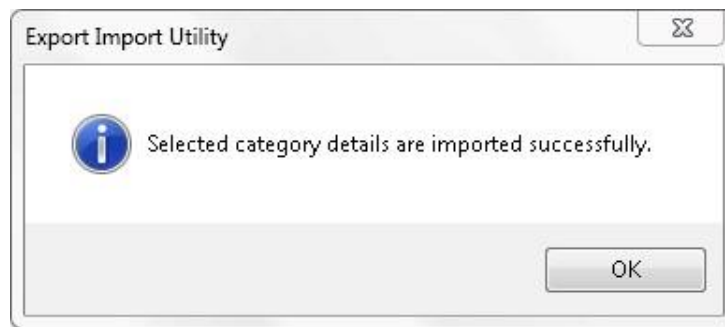 Export Import Utility
Selected category details are imported successfully.
OK